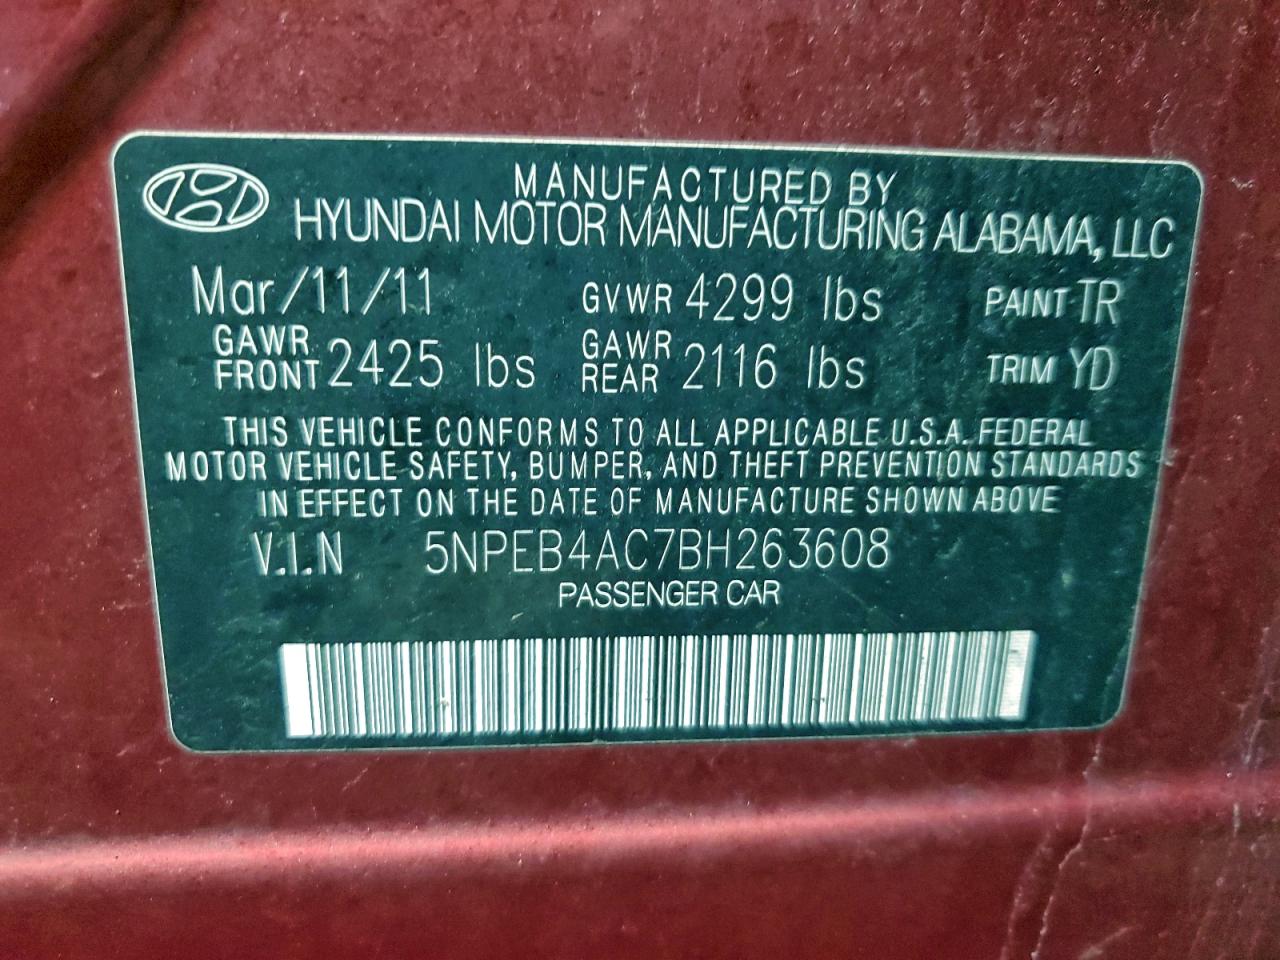 MANUFACTURED BY
HYUNDAI MOTOR MANUFACTURING ALABAMA, LLC
Mar/11/11 GVWR 4299 lbs PAINT TR
GAWR FRONT 2425 lbs GAWR REAR 2116 lbs TRIM YD
THIS VEHICLE CONFORMS TO ALL APPLICABLE U.S.A. FEDERAL
MOTOR VEHICLE SAFETY, BUMPER, AND THEFT PREVENTION STANDARDS
IN EFFECT ON THE DATE OF MANUFACTURE SHOWN ABOVE
V.I.N 5NPEB4AC7BH263608
PASSENGER CAR